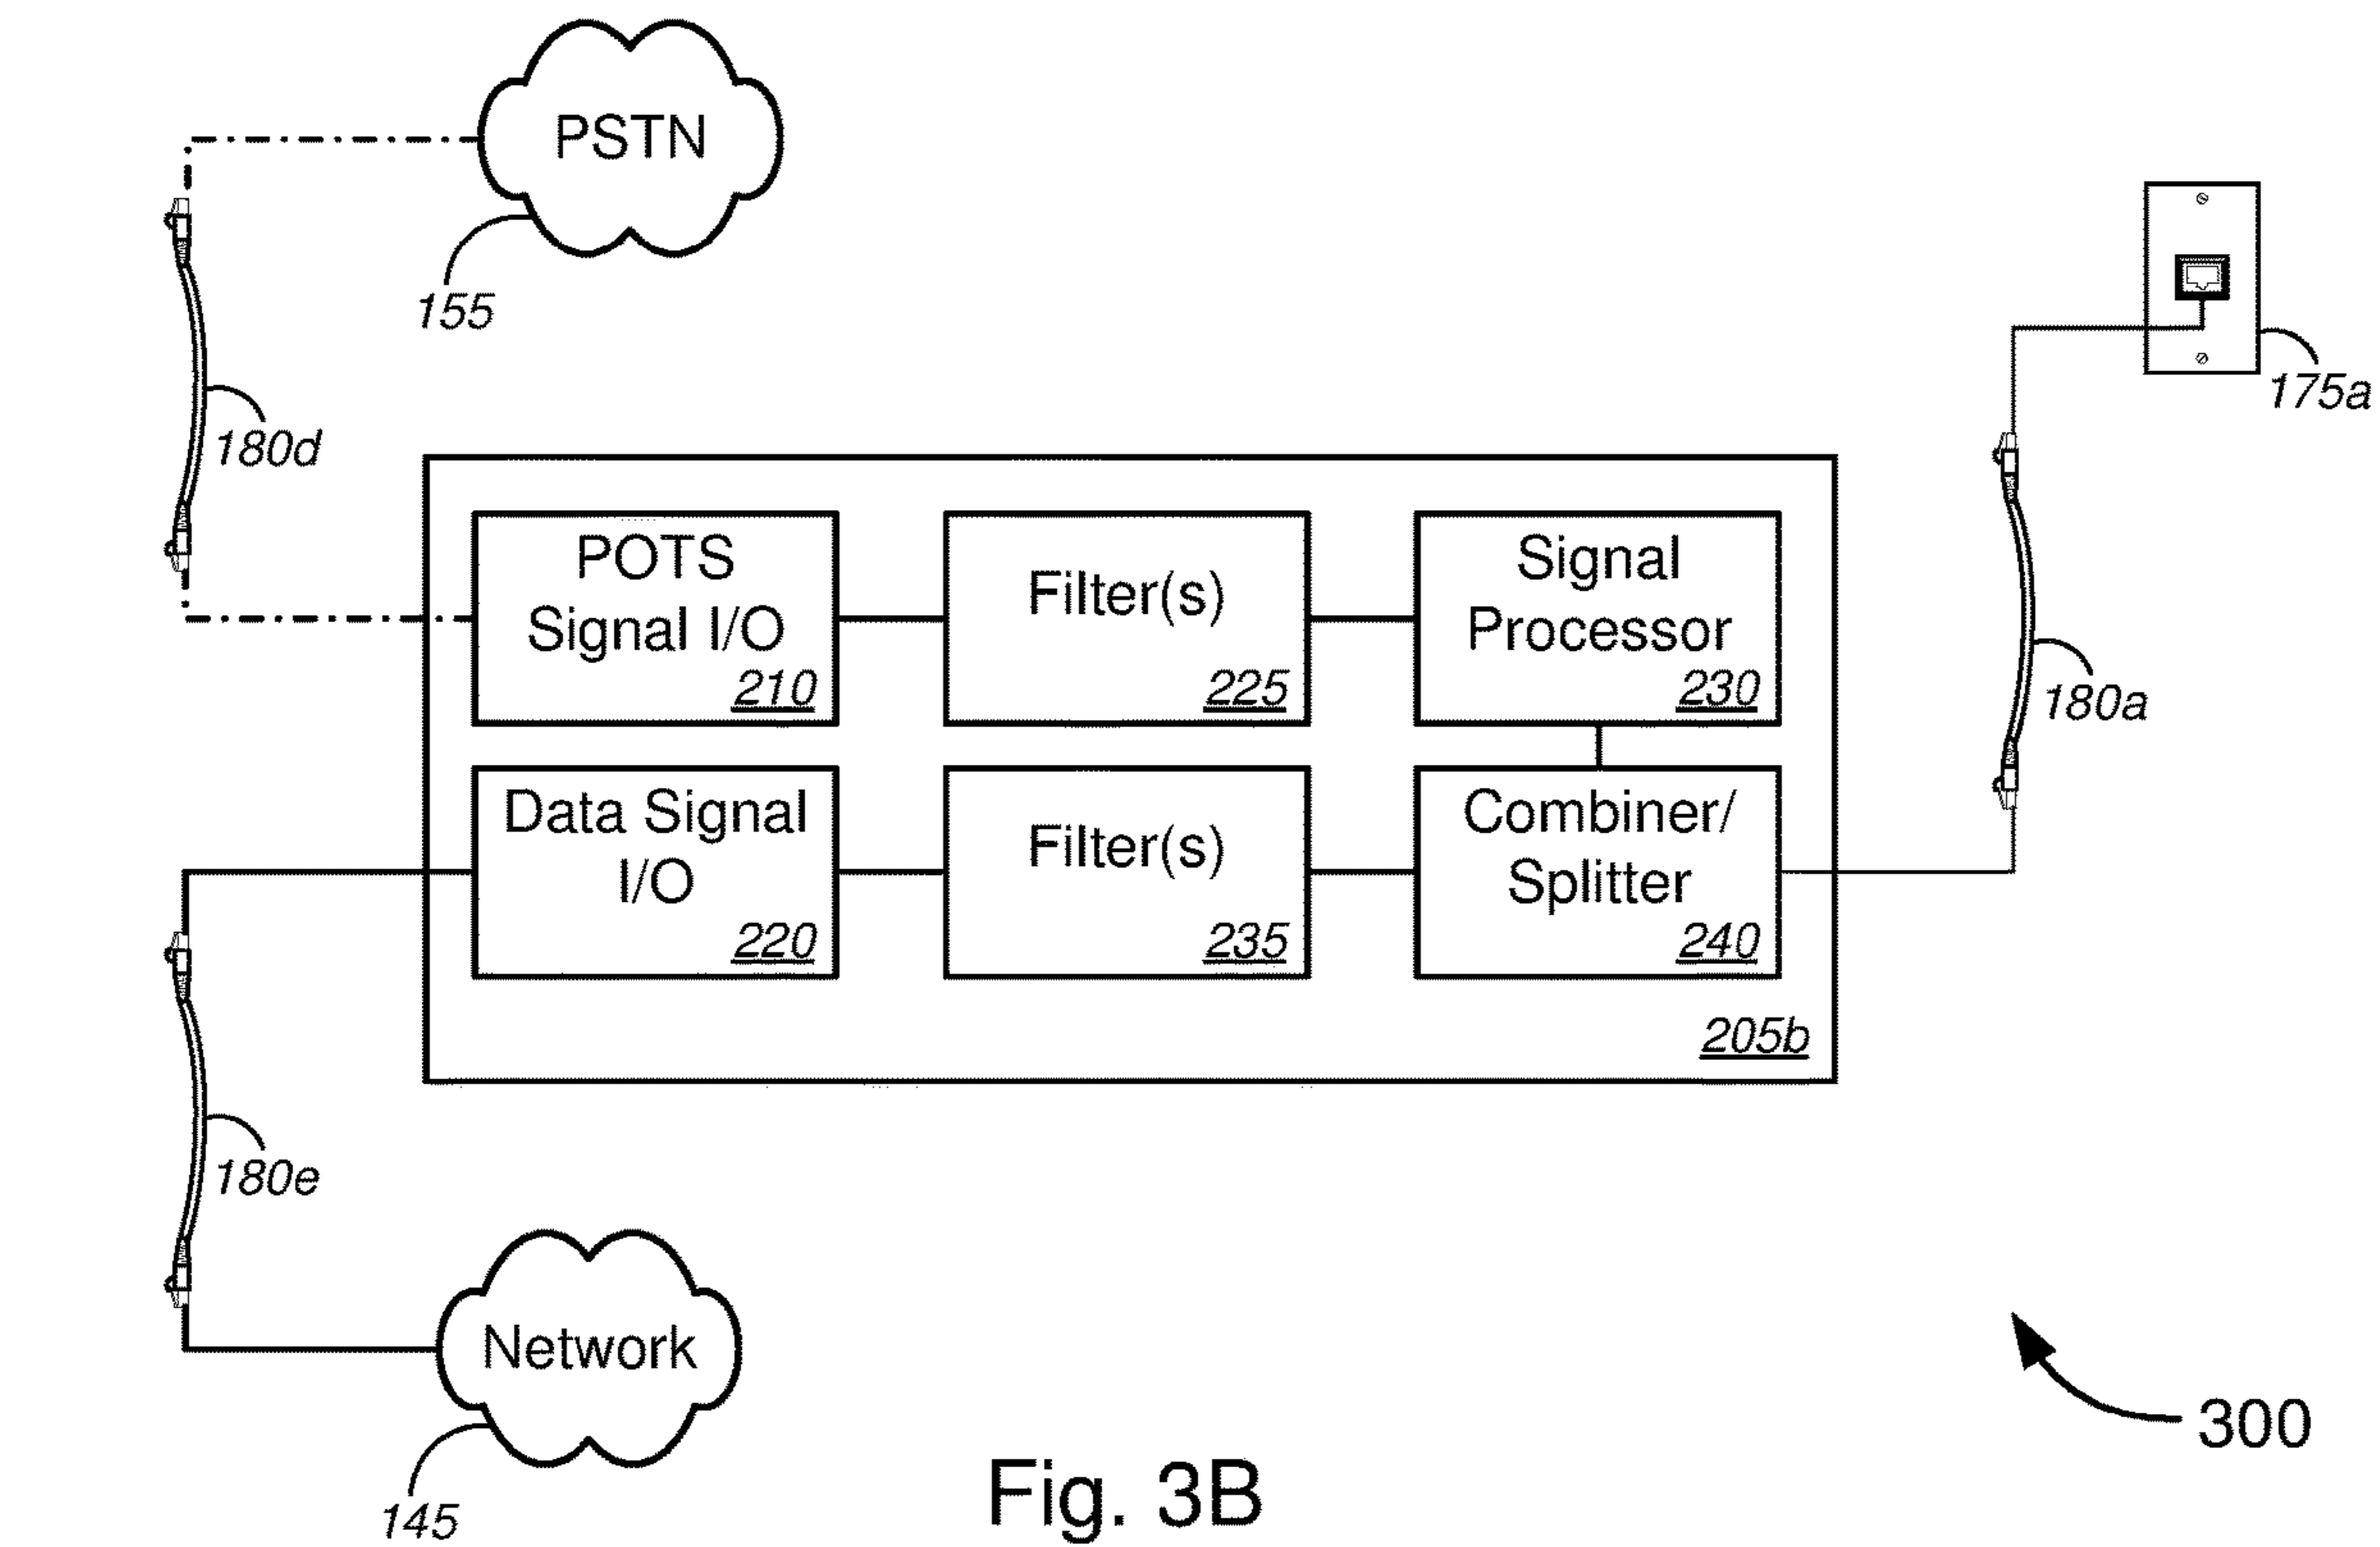 PSTN
155
175a
180d
POTS
Signal I/O
210
Filter(s)
225
Signal
Processor
230
180a
Data Signal
I/O
220
Filter(s)
235
Combiner/
Splitter
240
205b
180e
Network
145
300
Fig. 3B